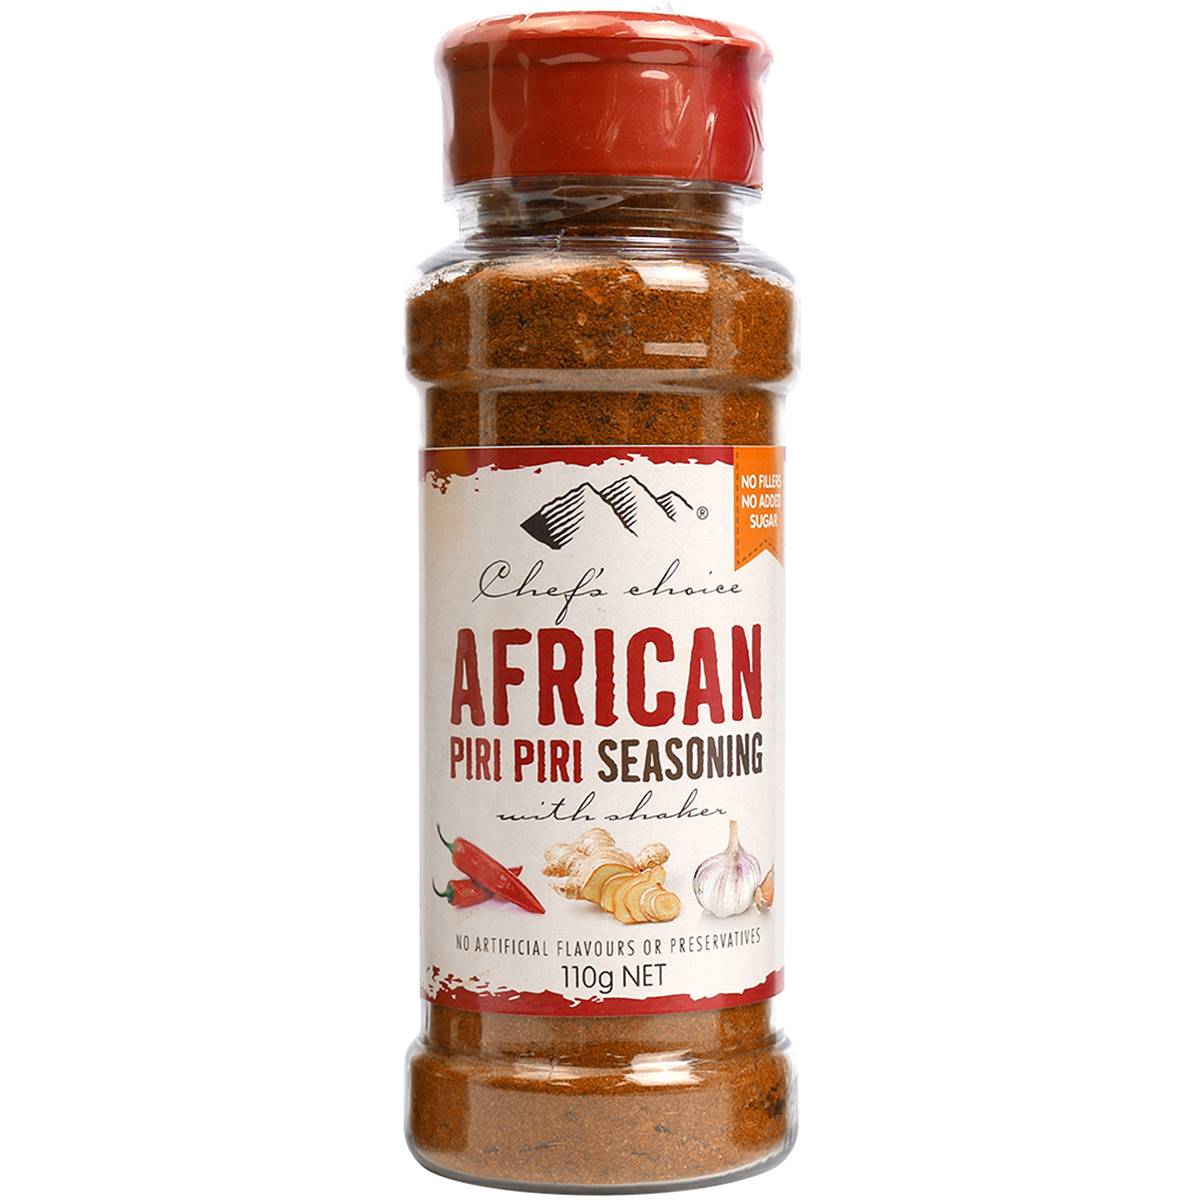 NO FILLERS
NO ADDED
SUGAR
®
Chef's choice
AFRICAN
PIRI PIRI SEASONING
with shaker
NO ARTIFICIAL FLAVOURS OR PRESERVATIVES
110g NET